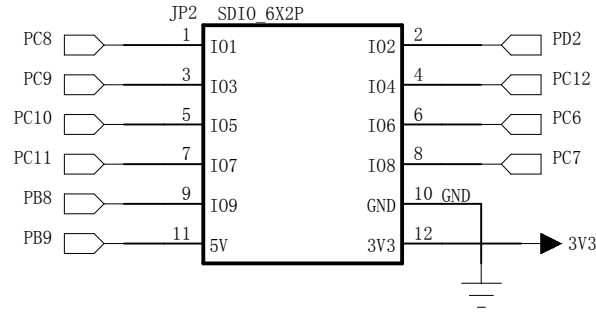 JP2 SDIO_6X2P
PC8 1 IO1 IO2 2 PD2
PC9 3 IO3 IO4 4 PC12
PC10 5 IO5 IO6 6 PC6
PC11 7 IO7 IO8 8 PC7
PB8 9 IO9 GND 10 GND
PB9 11 5V 3V3 12 3V3